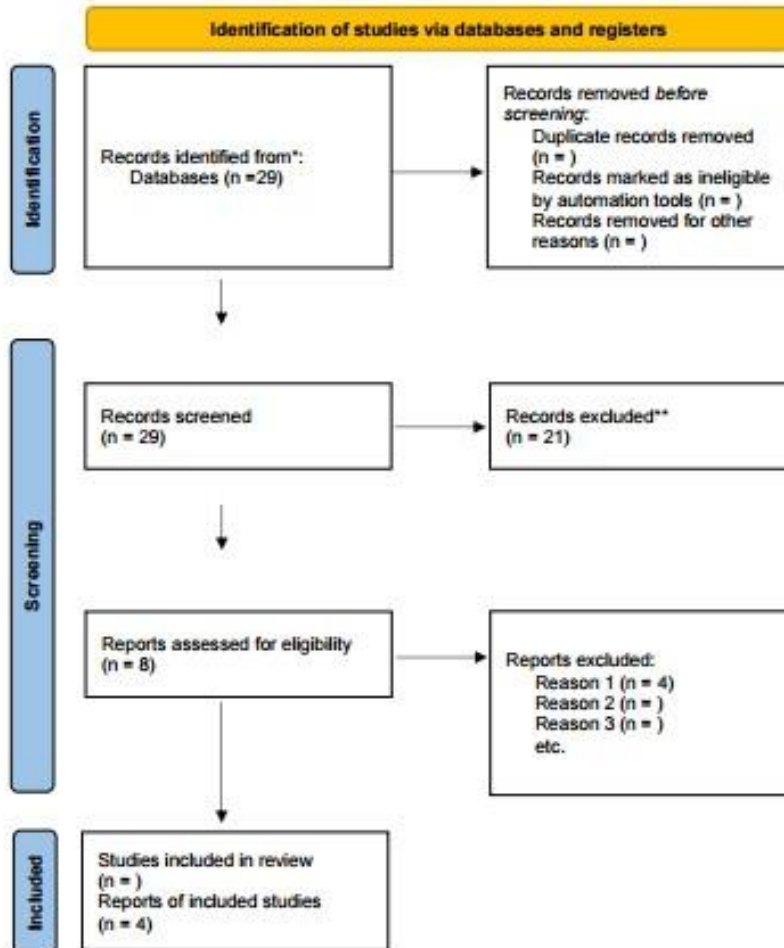 Identification of studies via databases and registers
Identification
Records identified from*:
Databases (n =29)
Records removed before
screening:
Duplicate records removed
(n = )
Records marked as ineligible
by automation tools (n = )
Records removed for other
reasons (n = )
Screening
Records screened
(n = 29)
Records excluded**
(n = 21)
Reports assessed for eligibility
(n = 8)
Reports excluded:
Reason 1 (n = 4)
Reason 2 (n = )
Reason 3 (n = )
etc.
Included
Studies included in review
(n = )
Reports of included studies
(n = 4)